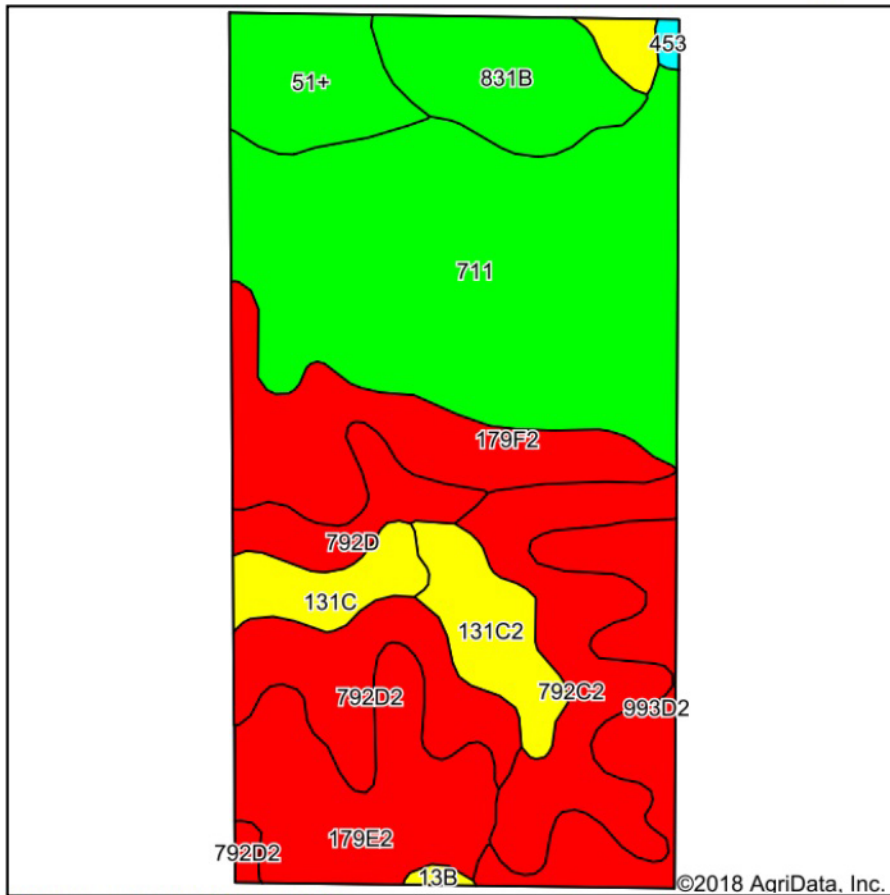 453
51+
831B
711
179F2
792D
131C
131C2
792D2
792C2
993D2
179E2
792D2
13B
©2018 AgriData, Inc.